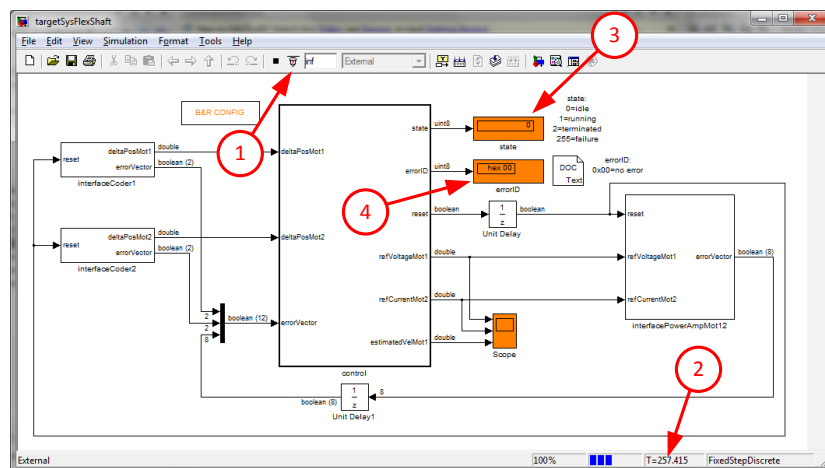 targetSysFlexShaft
File Edit View Simulation Format Tools Help
inf
External
3
B&R CONFIG
state:
0=idle
1=running
2=terminated
255=failure
state
uint8
0
state
1
reset
deltaPosMot1
double
errorVector
boolean (2)
interfaceCoder1
deltaPosMot1
errorID
uint8
hex 00
errorID
DOC
Text
errorID:
0x00=no error
4
reset
boolean
1
z
Unit Delay
boolean
reset
reset
deltaPosMot2
double
errorVector
boolean (2)
interfaceCoder2
deltaPosMot2
refVoltageMot1
double
refVoltageMot1
errorVector
boolean (8)
refCurrentMot2
double
refCurrentMot2
interfacePowerAmpMot12
2
2
8
boolean (12)
errorVector
estimatedVelMot1
double
Scope
control
2
boolean (8)
1
z
Unit Delay1
8
External
100%
T=257.415
FixedStepDiscrete